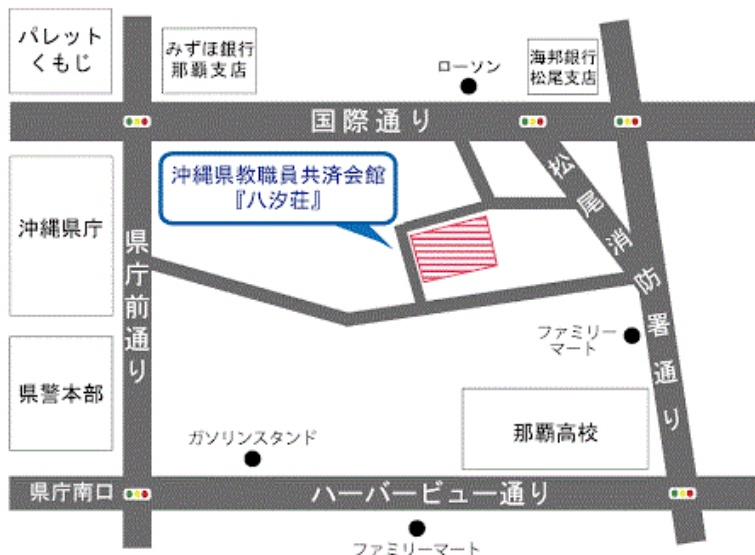 パレット
くもじ
みずほ銀行
那覇支店
ローソン
海邦銀行
松尾支店
国際通り
沖縄県教職員共済会館
『八汐荘』
沖縄県庁
県庁前通り
松尾消防署通り
ファミリー
マート
県警本部
ガソリンスタンド
那覇高校
県庁南口
ハーバービュー通り
ファミリーマート